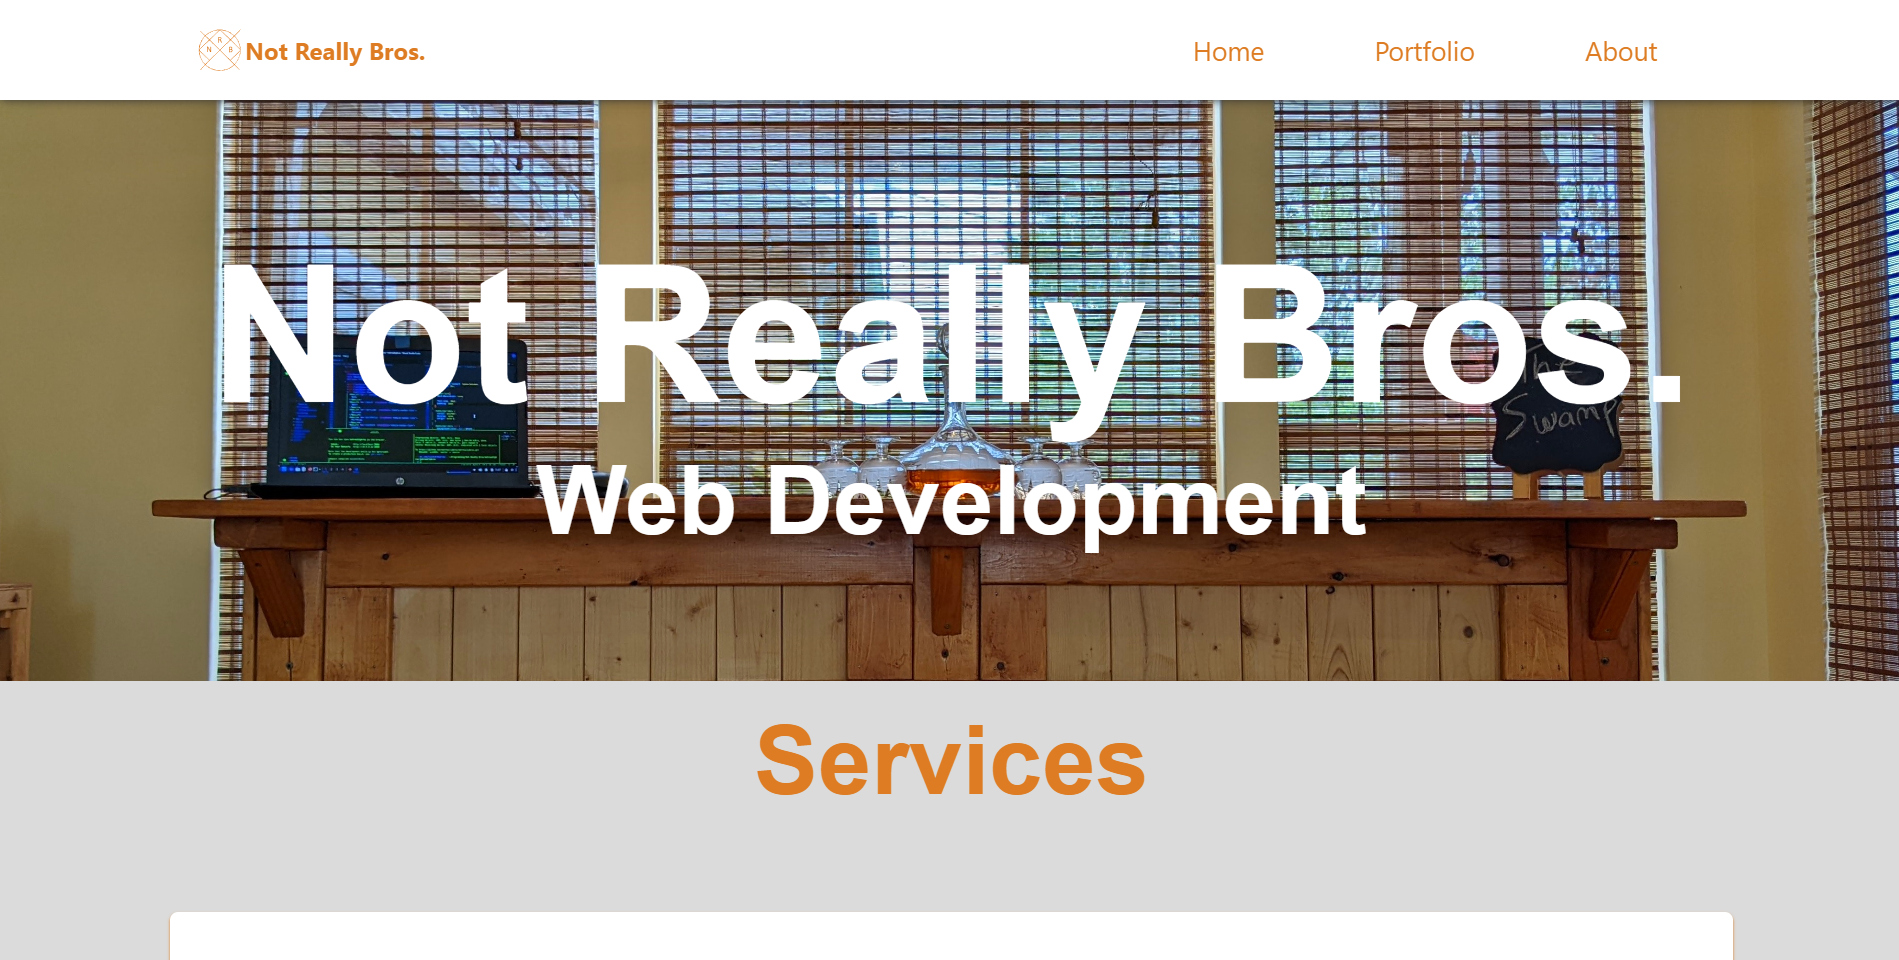 N R B
Not Really Bros.
Home Portfolio About
Not Really Bros.
The
Swamp
Web Development
Services